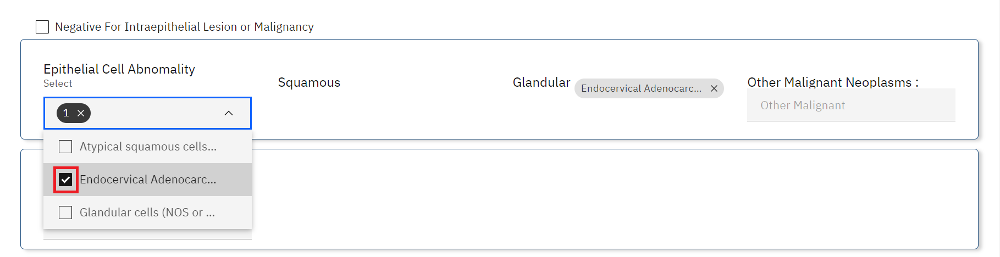 Negative For Intraepithelial Lesion or Malignancy
Epithelial Cell Abnomality
Select
1
Atypical squamous cells...
Endocervical Adenocarc...
Glandular cells (NOS or ...
Squamous
Glandular
Endocervical Adenocarc...
Other Malignant Neoplasms :
Other Malignant